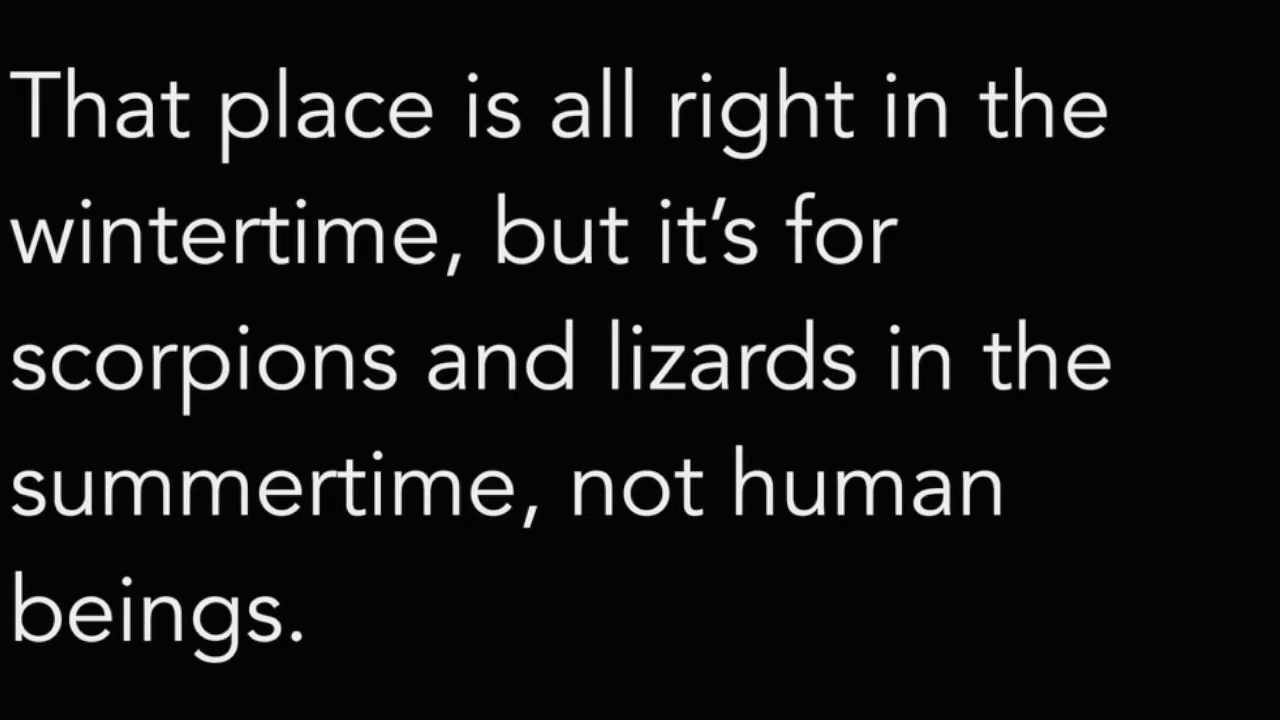 That place is all right in the
wintertime, but it’s for
scorpions and lizards in the
summertime, not human
beings.